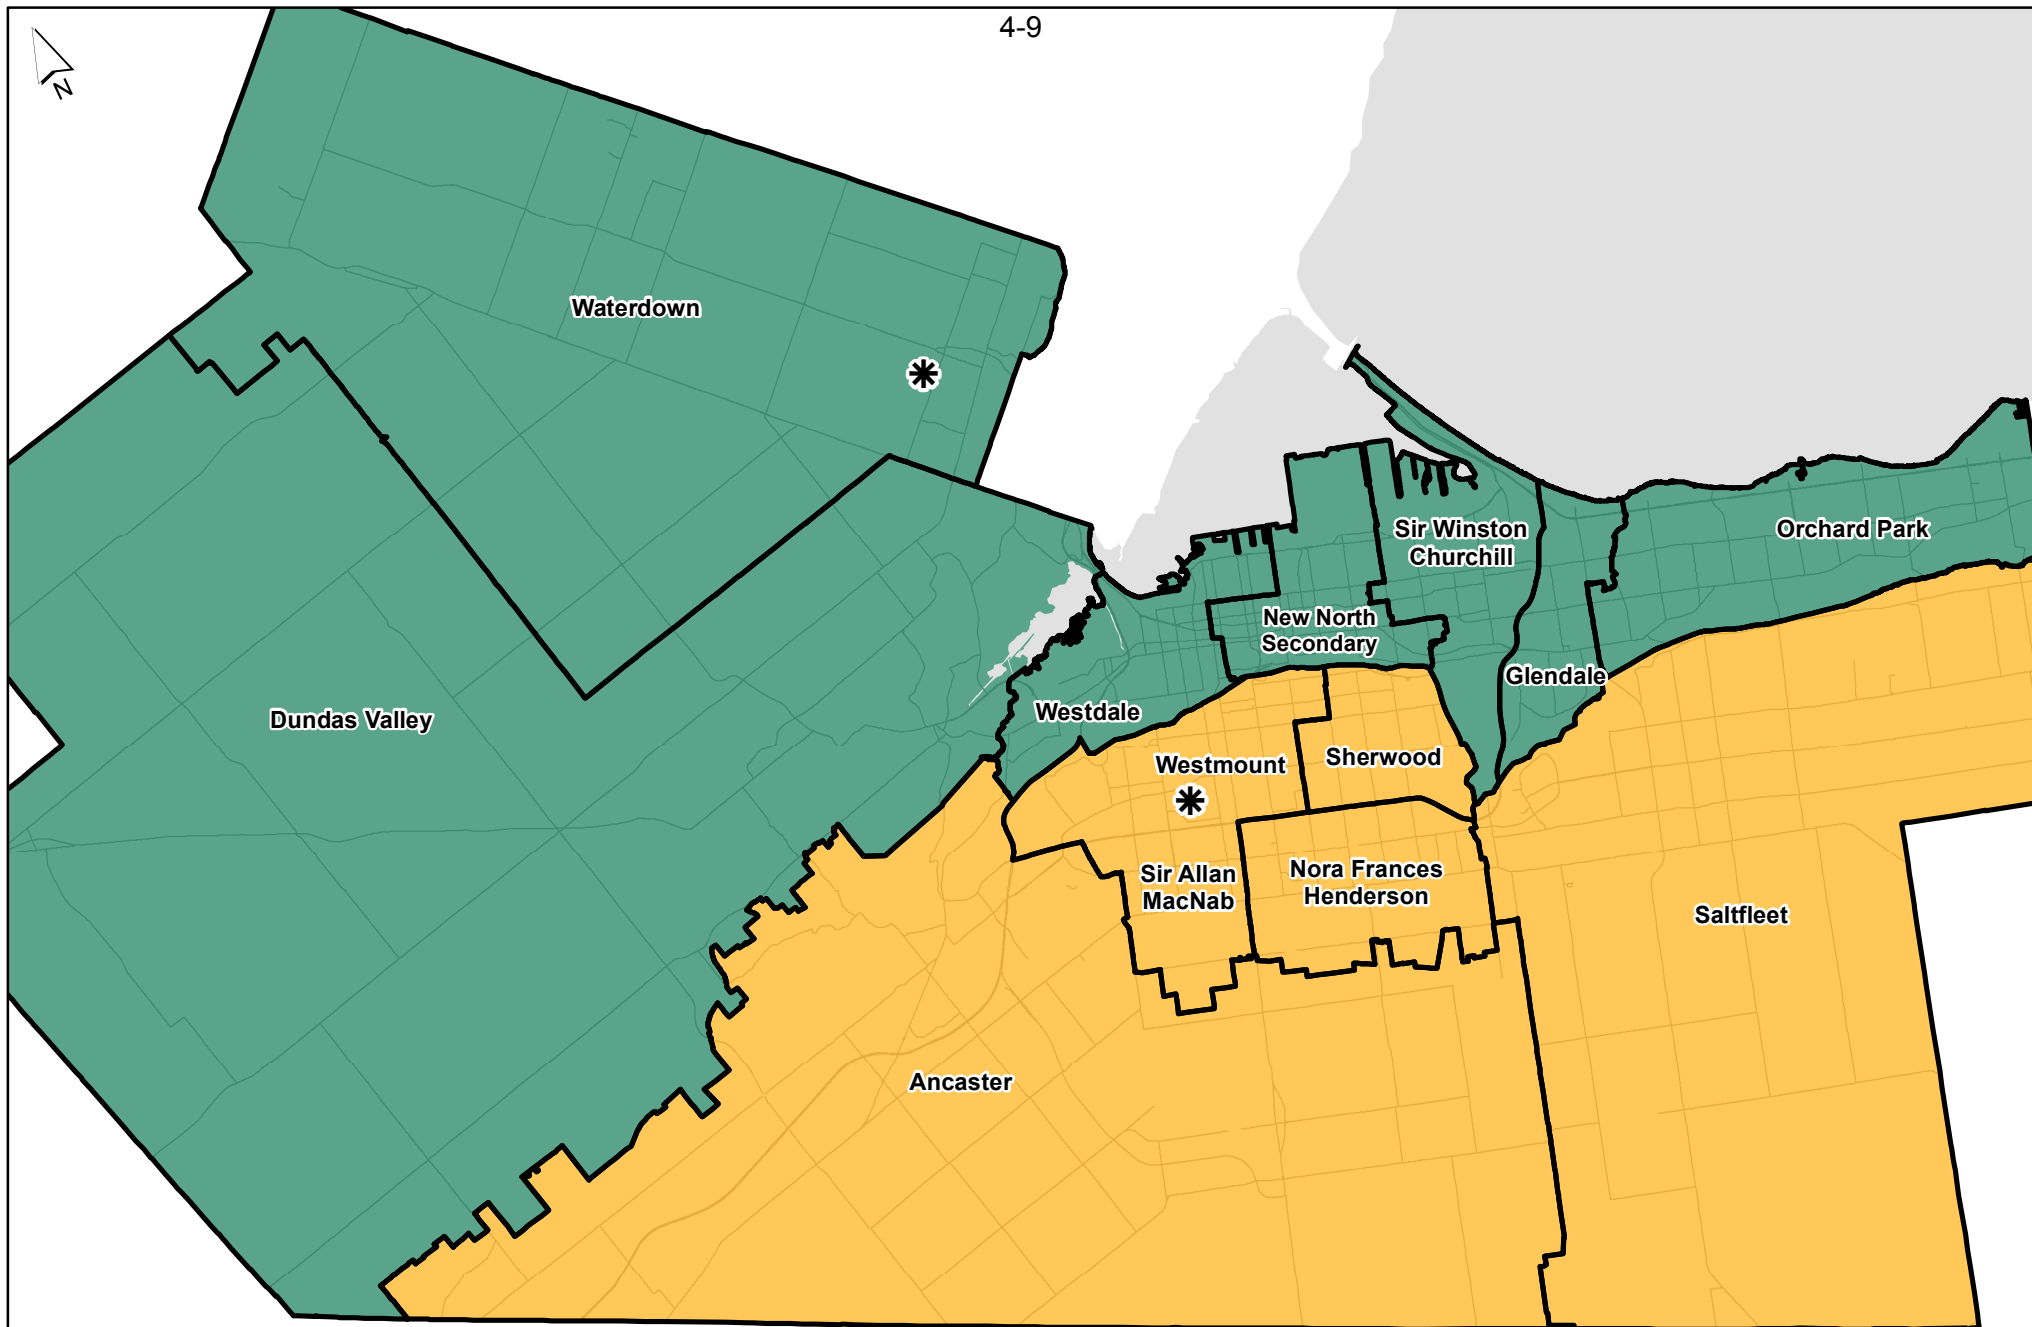 4-9
N
Waterdown
Sir Winston
Churchill
Orchard Park
New North
Secondary
Glendale
Westdale
Dundas Valley
Westmount
Sherwood
Sir Allan
MacNab
Nora Frances
Henderson
Saltfleet
Ancaster